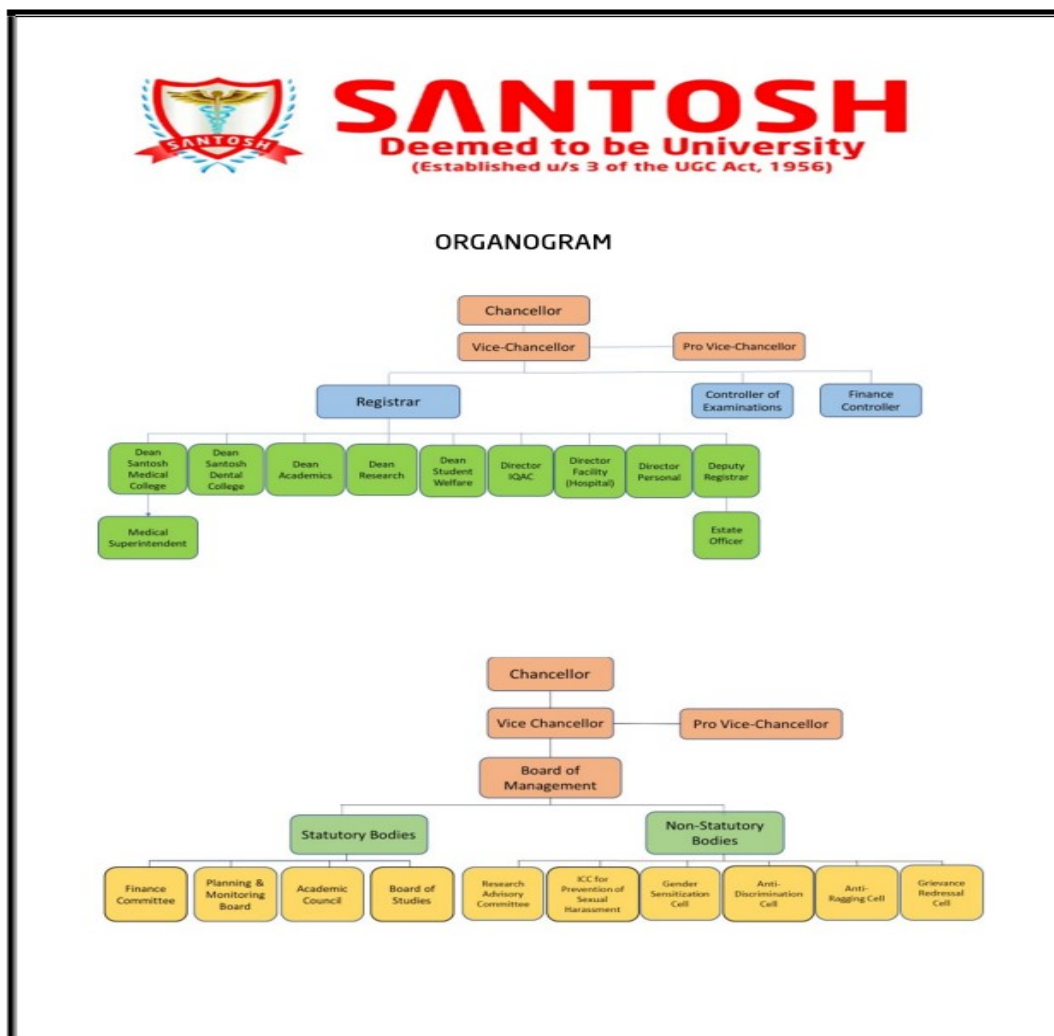 SANTOSH
SANTOSH
Deemed to be University
(Established u/s 3 of the UGC Act, 1956)
ORGANOGRAM
Chancellor
Vice-Chancellor
Pro Vice-Chancellor
Registrar
Controller of
Examinations
Finance
Controller
Dean
Santosh
Medical
College
Dean
Santosh
Dental
College
Dean
Academics
Dean
Research
Dean
Student
Welfare
Director
IQAC
Director
Facility
(Hospital)
Director
Personal
Deputy
Registrar
Medical
Superintendent
Estate
Officer
Chancellor
Vice Chancellor
Pro Vice-Chancellor
Board of
Management
Statutory Bodies
Non-Statutory
Bodies
Finance
Committee
Planning &
Monitoring
Board
Academic
Council
Board of
Studies
Research
Advisory
Committee
ICC for
Prevention of
Sexual
Harassment
Gender
Sensitization
Cell
Anti-
Discrimination
Cell
Anti-
Ragging Cell
Grievance
Redressal
Cell